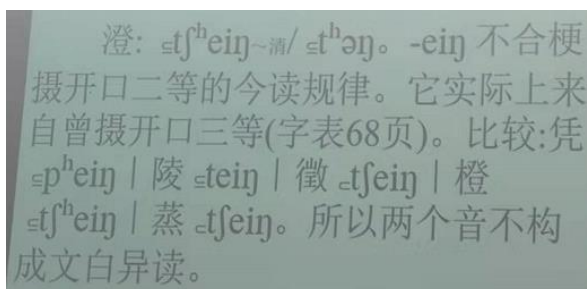 澄: ⊆tʃʰeiŋ～清/ ⊆tʰəŋ。-eiŋ 不合梗
摄开口二等的今读规律。它实际上来
自曾摄开口三等(字表68页)。比较:凭
⊆pʰeiŋ | 陵 ⊆teiŋ | 徵 ⊂tʃeiŋ | 橙
⊆tʃʰeiŋ | 蒸 ⊂tʃeiŋ。所以两个音不构
成文白异读。